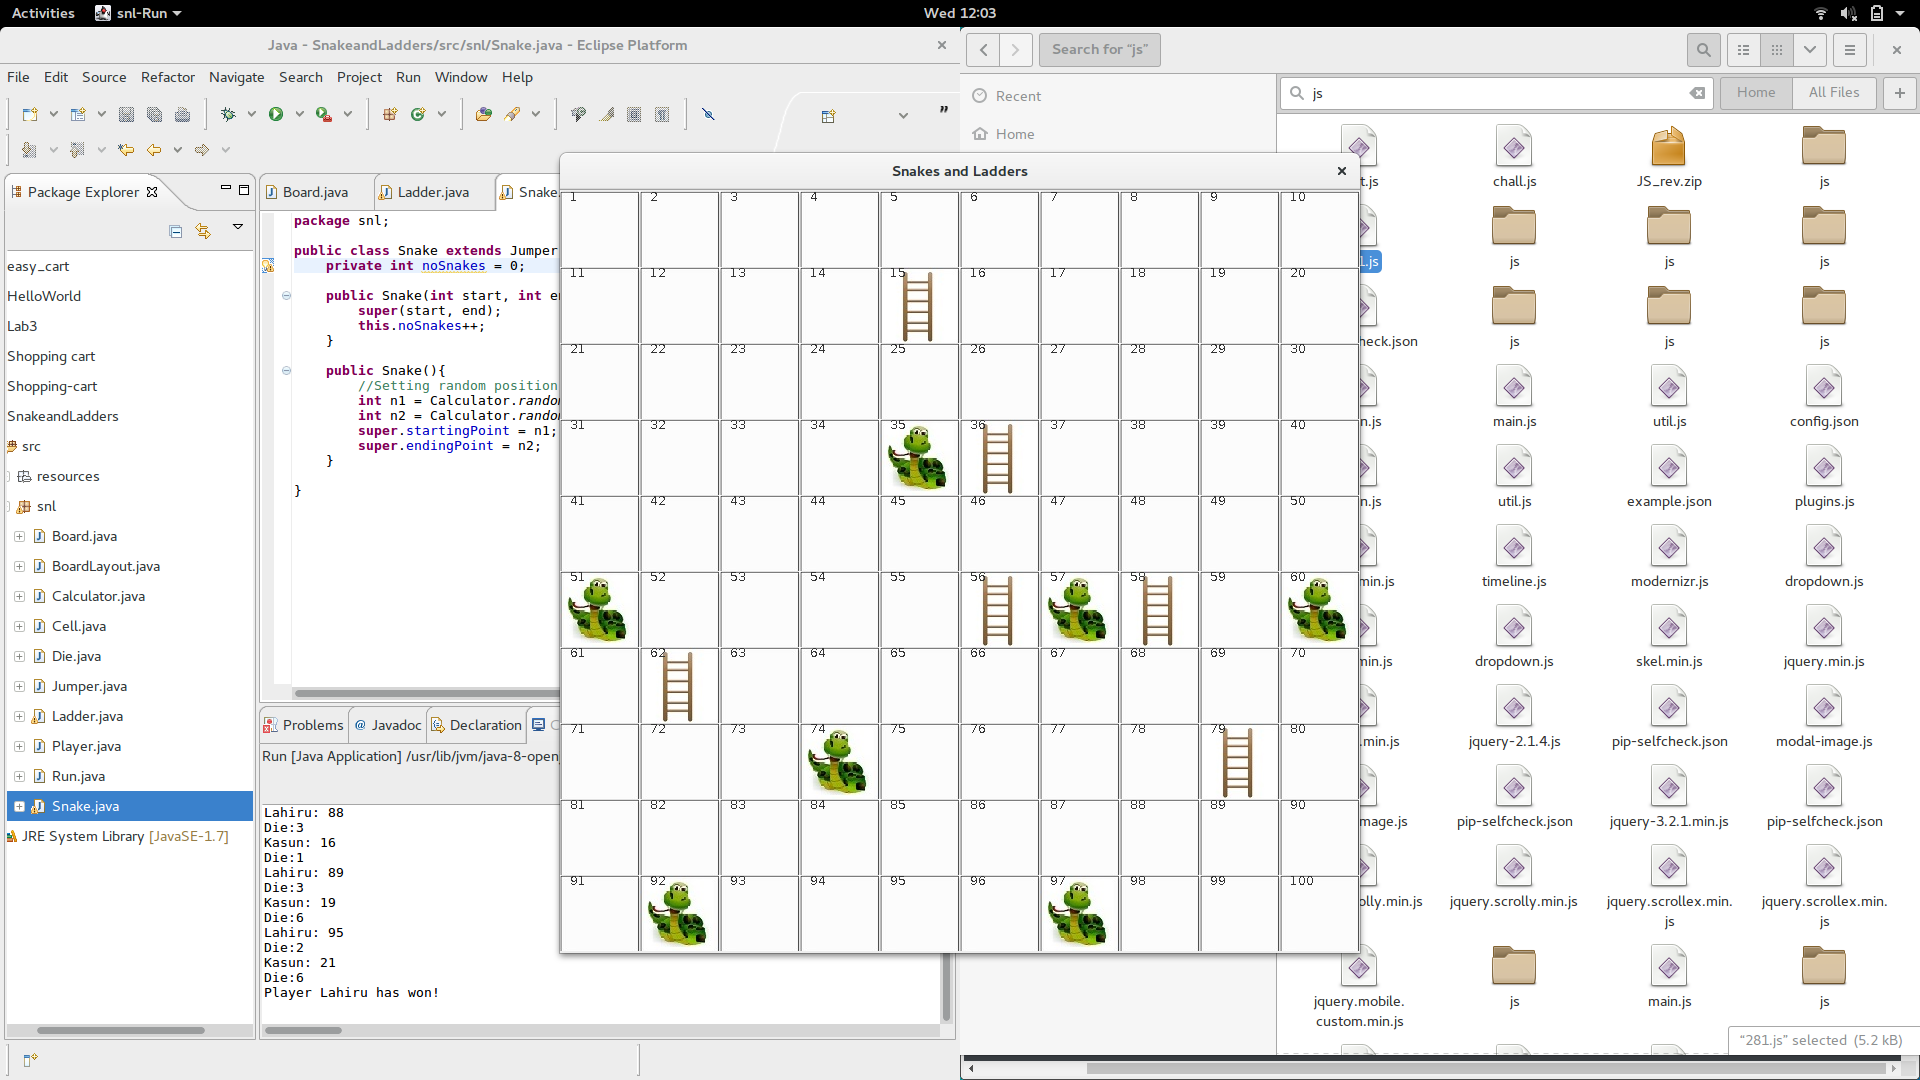 Activities
snl-Run
Wed 12:03
Java - SnakeandLadders/src/snl/Snake.java - Eclipse Platform
File Edit Source Refactor Navigate Search Project Run Window Help
Package Explorer
easy_cart
HelloWorld
Lab3
Shopping cart
Shopping-cart
SnakeandLadders
src
resources
snl
Board.java
BoardLayout.java
Calculator.java
Cell.java
Die.java
Jumper.java
Ladder.java
Player.java
Run.java
Snake.java
JRE System Library [JavaSE-1.7]
Board.java
Ladder.java
Snake
package snl;
public class Snake extends Jumper
private int noSnakes = 0;
public Snake(int start, int
super(start, end);
this.noSnakes++;
}
public Snake(){
//Setting random position
int n1 = Calculator.
int n2 = Calculator.
super.startingPoint = n1;
super.endingPoint = n2;
}
}
Problems
Javadoc
Declaration
Run [Java Application] /usr/lib/jvm/java-8-open
Lahiru: 88
Die:3
Kasun: 16
Die:1
Lahiru: 89
Die:3
Kasun: 19
Die:6
Lahiru: 95
Die:2
Kasun: 21
Die:6
Player Lahiru has won!
Snakes and Ladders
1 2 3 4 5 6 7 8 9 10
11 12 13 14 15 16 17 18 19 20
21 22 23 24 25 26 27 28 29 30
31 32 33 34 35 36 37 38 39 40
41 42 43 44 45 46 47 48 49 50
51 52 53 54 55 56 57 58 59 60
61 62 63 64 65 66 67 68 69 70
71 72 73 74 75 76 77 78 79 80
81 82 83 84 85 86 87 88 89 90
91 92 93 94 95 96 97 98 99 100
Search for “js”
Recent
Home
js
Home
All Files
t.js chall.js JS_rev.zip js
.js js js js
heck.json js js js
n.js main.js util.js config.json
n.js util.js example.json plugins.js
min.js timeline.js modernizr.js dropdown.js
min.js dropdown.js skel.min.js jquery.min.js
.min.js jquery-2.1.4.js pip-selfcheck.json modal-image.js
mage.js pip-selfcheck.json jquery-3.2.1.min.js pip-selfcheck.json
olly.min.js jquery.scrolly.min.js jquery.scrollex.min.js jquery.scrollex.min.js
jquery.mobile.custom.min.js js main.js js
“281.js” selected (5.2 kB)